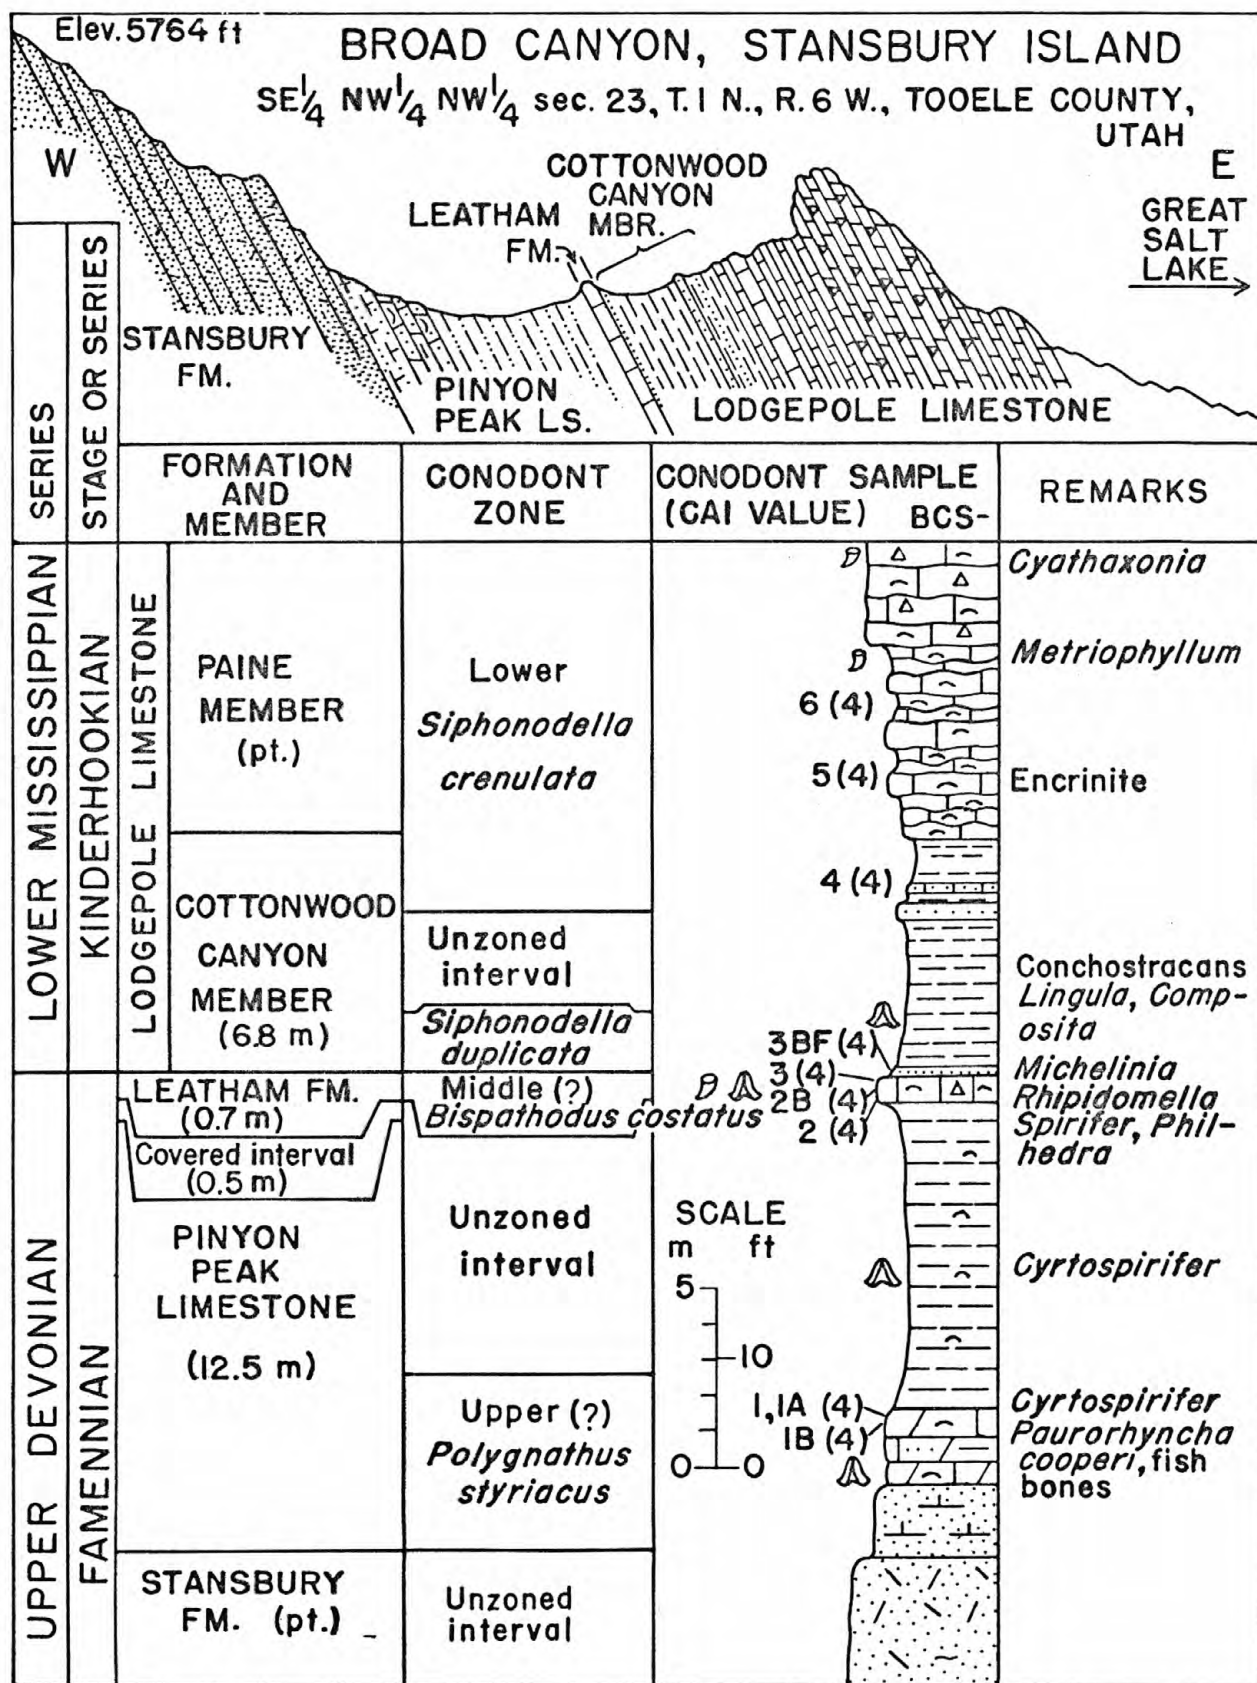 Elev. 5764 ft
BROAD CANYON, STANSBURY ISLAND
SE¼ NW¼ NW¼ sec. 23, T. 1 N., R. 6 W., TOOELE COUNTY,
UTAH
W
E
COTTONWOOD
CANYON
MBR.
LEATHAM
FM.
GREAT
SALT
LAKE
STANSBURY
FM.
PINYON
PEAK LS.
LODGEPOLE LIMESTONE
SERIES
STAGE OR SERIES
FORMATION
AND
MEMBER
CONODONT
ZONE
CONODONT SAMPLE
(CAI VALUE) BCS-
REMARKS
LOWER MISSISSIPPIAN
KINDERHOOKIAN
LODGEPOLE LIMESTONE
PAINE
MEMBER
(pt.)
Lower
Siphonodella
crenulata
Cyathaxonia
Metriophyllum
6 (4)
5 (4)
Encrinite
4 (4)
COTTONWOOD
CANYON
MEMBER
(6.8 m)
Unzoned
interval
Siphonodella
duplicata
Conchostracans
Lingula, Comp-
osita
3BF (4)
3 (4)
2B (4)
2 (4)
Michelinia
Rhipidomella
Spirifer, Phil-
hedra
UPPER DEVONIAN
FAMENNIAN
LEATHAM FM.
(0.7 m)
Middle (?)
Bispathodus costatus
Covered interval
(0.5 m)
PINYON
PEAK
LIMESTONE
(12.5 m)
Unzoned
interval
SCALE
m ft
5
10
0 0
Cyrtospirifer
Upper (?)
Polygnathus
styriacus
1, 1A (4)
1B (4)
Cyrtospirifer
Paurorhyncha
cooperi, fish
bones
STANSBURY
FM. (pt.)
Unzoned
interval